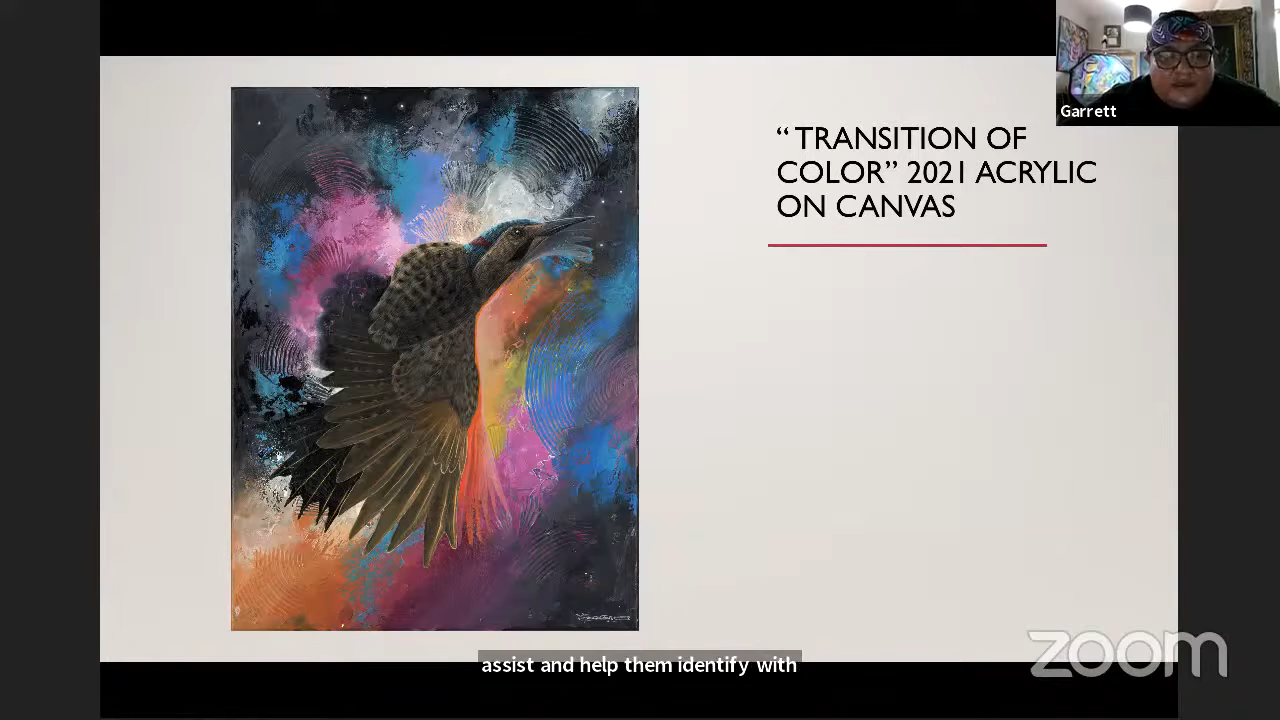 Garrett
“ TRANSITION OF
COLOR” 2021 ACRYLIC
ON CANVAS
assist and help them identify with
zoom